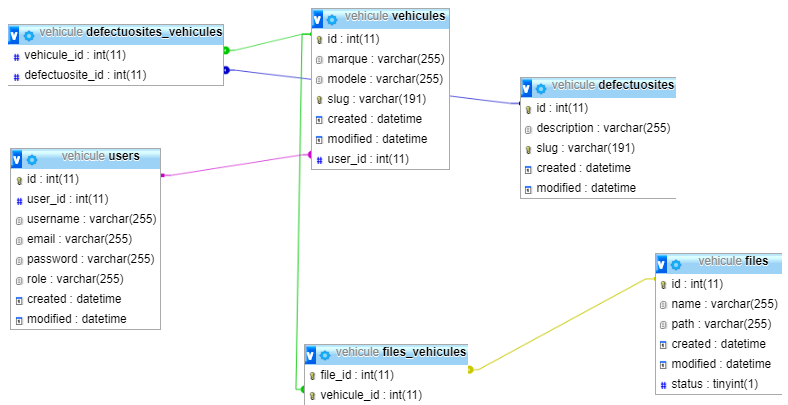 vehicule defectuosites_vehicules
vehicule_id : int(11)
defectuosite_id : int(11)
vehicule vehicules
id : int(11)
marque : varchar(255)
modele : varchar(255)
slug : varchar(191)
created : datetime
modified : datetime
user_id : int(11)
vehicule defectuosites
id : int(11)
description : varchar(255)
slug : varchar(191)
created : datetime
modified : datetime
vehicule users
id : int(11)
user_id : int(11)
username : varchar(255)
email : varchar(255)
password : varchar(255)
role : varchar(255)
created : datetime
modified : datetime
vehicule files
id : int(11)
name : varchar(255)
path : varchar(255)
created : datetime
modified : datetime
status : tinyint(1)
vehicule files_vehicules
file_id : int(11)
vehicule_id : int(11)